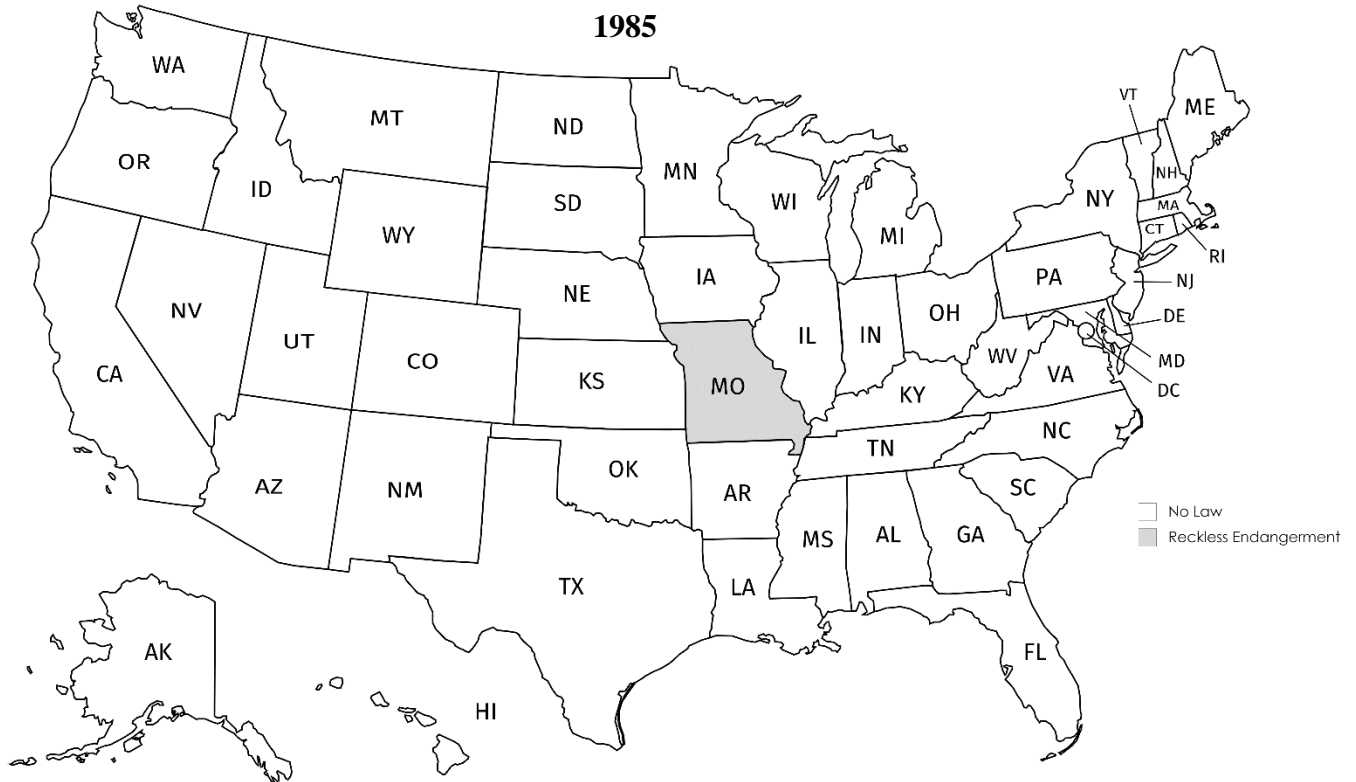 1985
WA
MT
ND
MN
VT
ME
OR
ID
SD
WI
NH
NY
WY
MI
MA
CT
RI
IA
PA
NJ
NE
NV
OH
DE
IL
IN
UT
CO
WV
MD
CA
KS
MO
VA
DC
KY
NC
TN
OK
AZ
NM
AR
SC
No Law
MS
AL
GA
Reckless Endangerment
TX
LA
AK
FL
HI